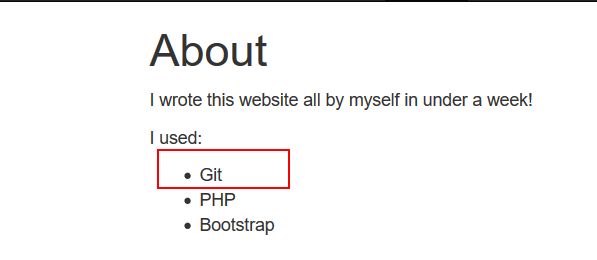 About
I wrote this website all by myself in under a week!
I used:
• Git
• PHP
• Bootstrap